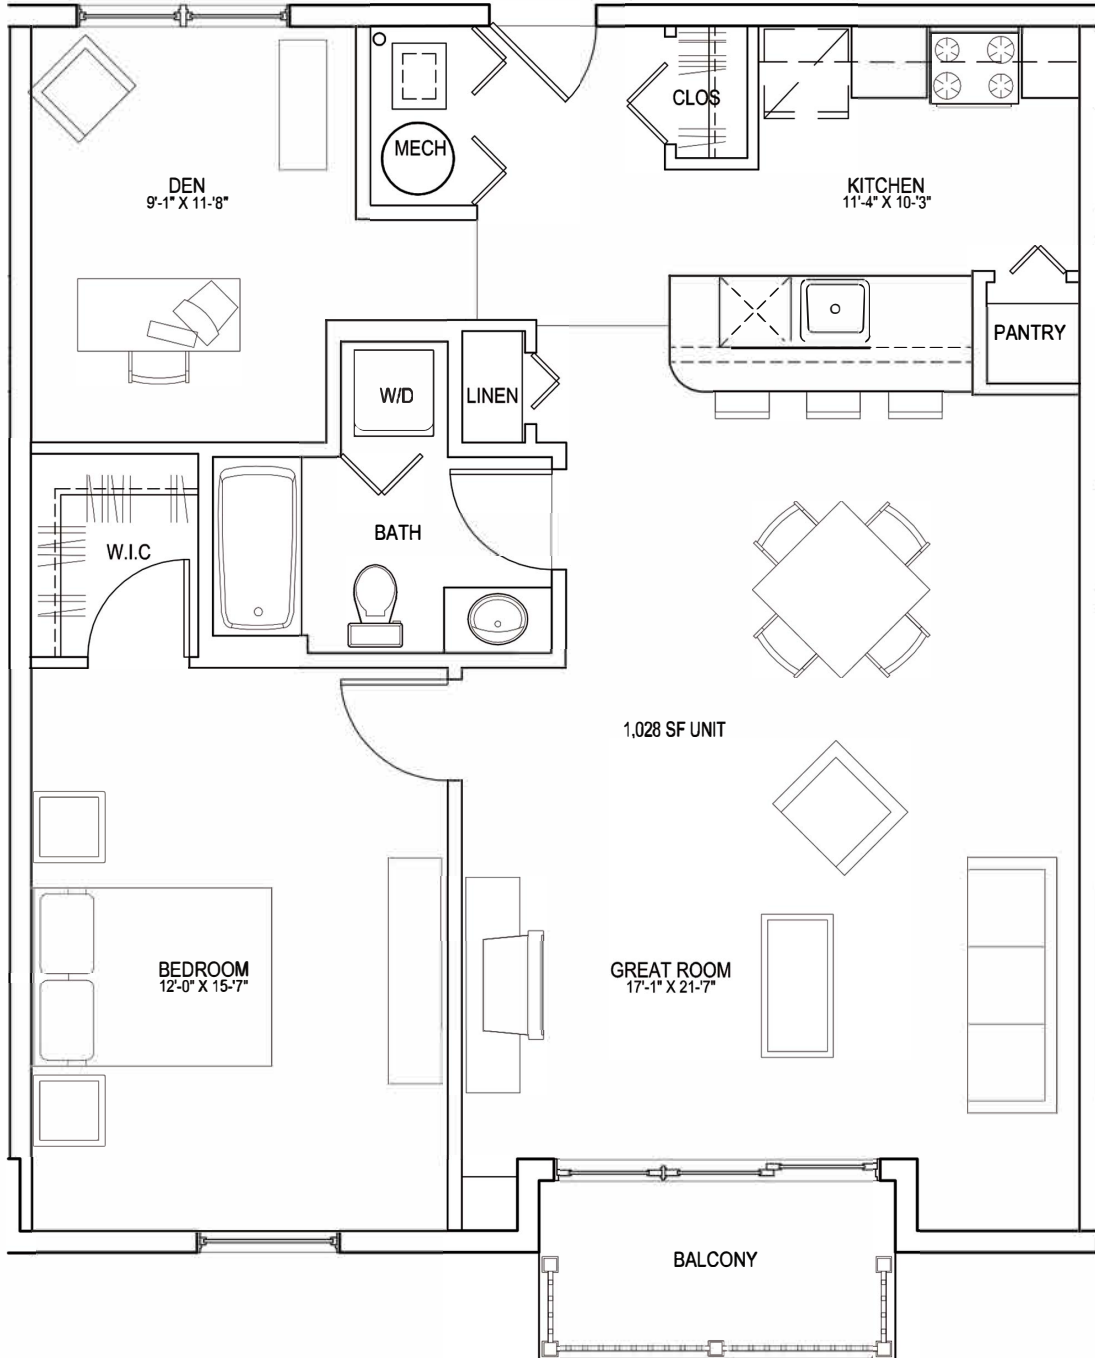 CLOS
MECH
DEN
9'-1" X 11-'8"
KITCHEN
11'-4" X 10-'3"
PANTRY
W/D
LINEN
BATH
W.I.C
1,028 SF UNIT
BEDROOM
12'-0" X 15-'7"
GREAT ROOM
17'-1" X 21-'7"
BALCONY